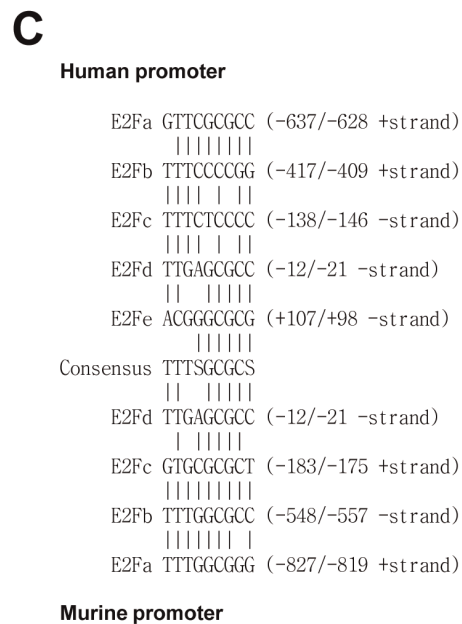 C
Human promoter
E2Fa GTTCGCGCC (-637/-628 +strand)
||||||||
E2Fb TTTCCCCGG (-417/-409 +strand)
|||| | ||
E2Fc TTTCTCCCC (-138/-146 -strand)
|||| | ||
E2Fd TTGAGCGCC (-12/-21 -strand)
|| |||||
E2Fe ACGGGCGCG (+107/+98 -strand)
||||||
Consensus TTTSGCGCS
|| |||||
E2Fd TTGAGCGCC (-12/-21 -strand)
| |||||
E2Fc GTGCGCGCT (-183/-175 +strand)
|||||||||
E2Fb TTTGGCGCC (-548/-557 -strand)
||||||| |
E2Fa TTTGGCGGG (-827/-819 +strand)
Murine promoter